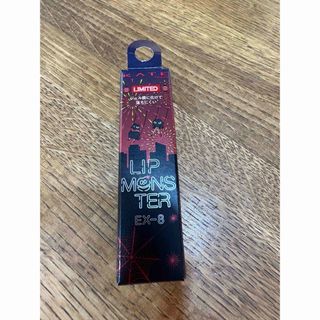 KATE
LIMITED
LIP
MONS
TER
EX-8